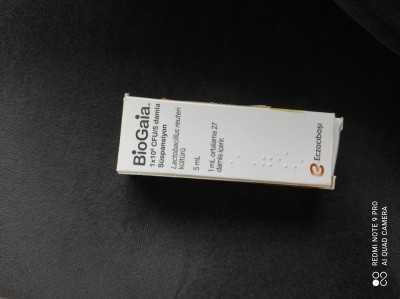 BioGaia®
1x10⁸ CFU/5 damla
Süspansiyon
Lactobacillus reuteri
kültürü
5 mL
1 mL ortalama 27
damla içerir.
Eczacıbaşı
REDMI NOTE 9 PRO
AI QUAD CAMERA